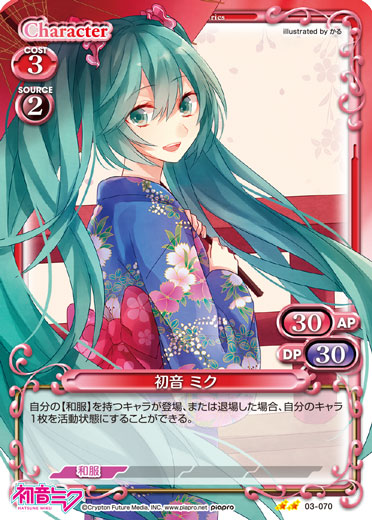 Character
illustrated by かる
COST
3
SOURCE
2
30 AP
DP 30
初音 ミク
自分の【和服】を持つキャラが登場、または退場した場合、自分のキャラ
1枚を活動状態にすることができる。
和服
初音ミク
HATSUNE MIKU
©Crypton Future Media, INC. www.piapro.net piapro
03-070